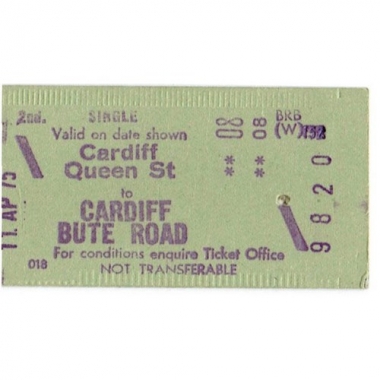 2nd. SINGLE
Valid on date shown
Cardiff
Queen St
to
CARDIFF
BUTE ROAD
For conditions enquire Ticket Office
NOT TRANSFERABLE
018
11. AP 75
08
**
08
**
BRB
(W)
9820